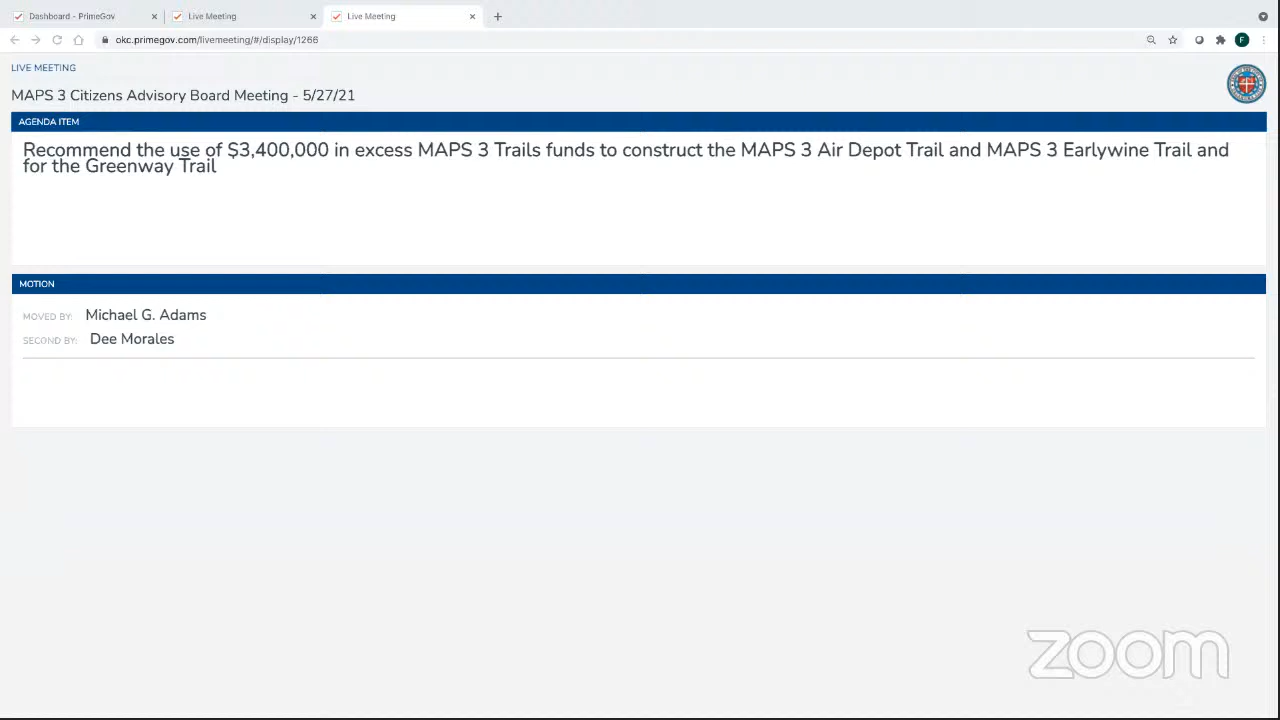 Dashboard - PrimeGov
Live Meeting
Live Meeting
okc.primegov.com/livemeeting/#/display/1266
F
LIVE MEETING
MAPS 3 Citizens Advisory Board Meeting - 5/27/21
AGENDA ITEM
Recommend the use of $3,400,000 in excess MAPS 3 Trails funds to construct the MAPS 3 Air Depot Trail and MAPS 3 Earlywine Trail and
for the Greenway Trail
MOTION
MOVED BY: Michael G. Adams
SECOND BY: Dee Morales
zoom